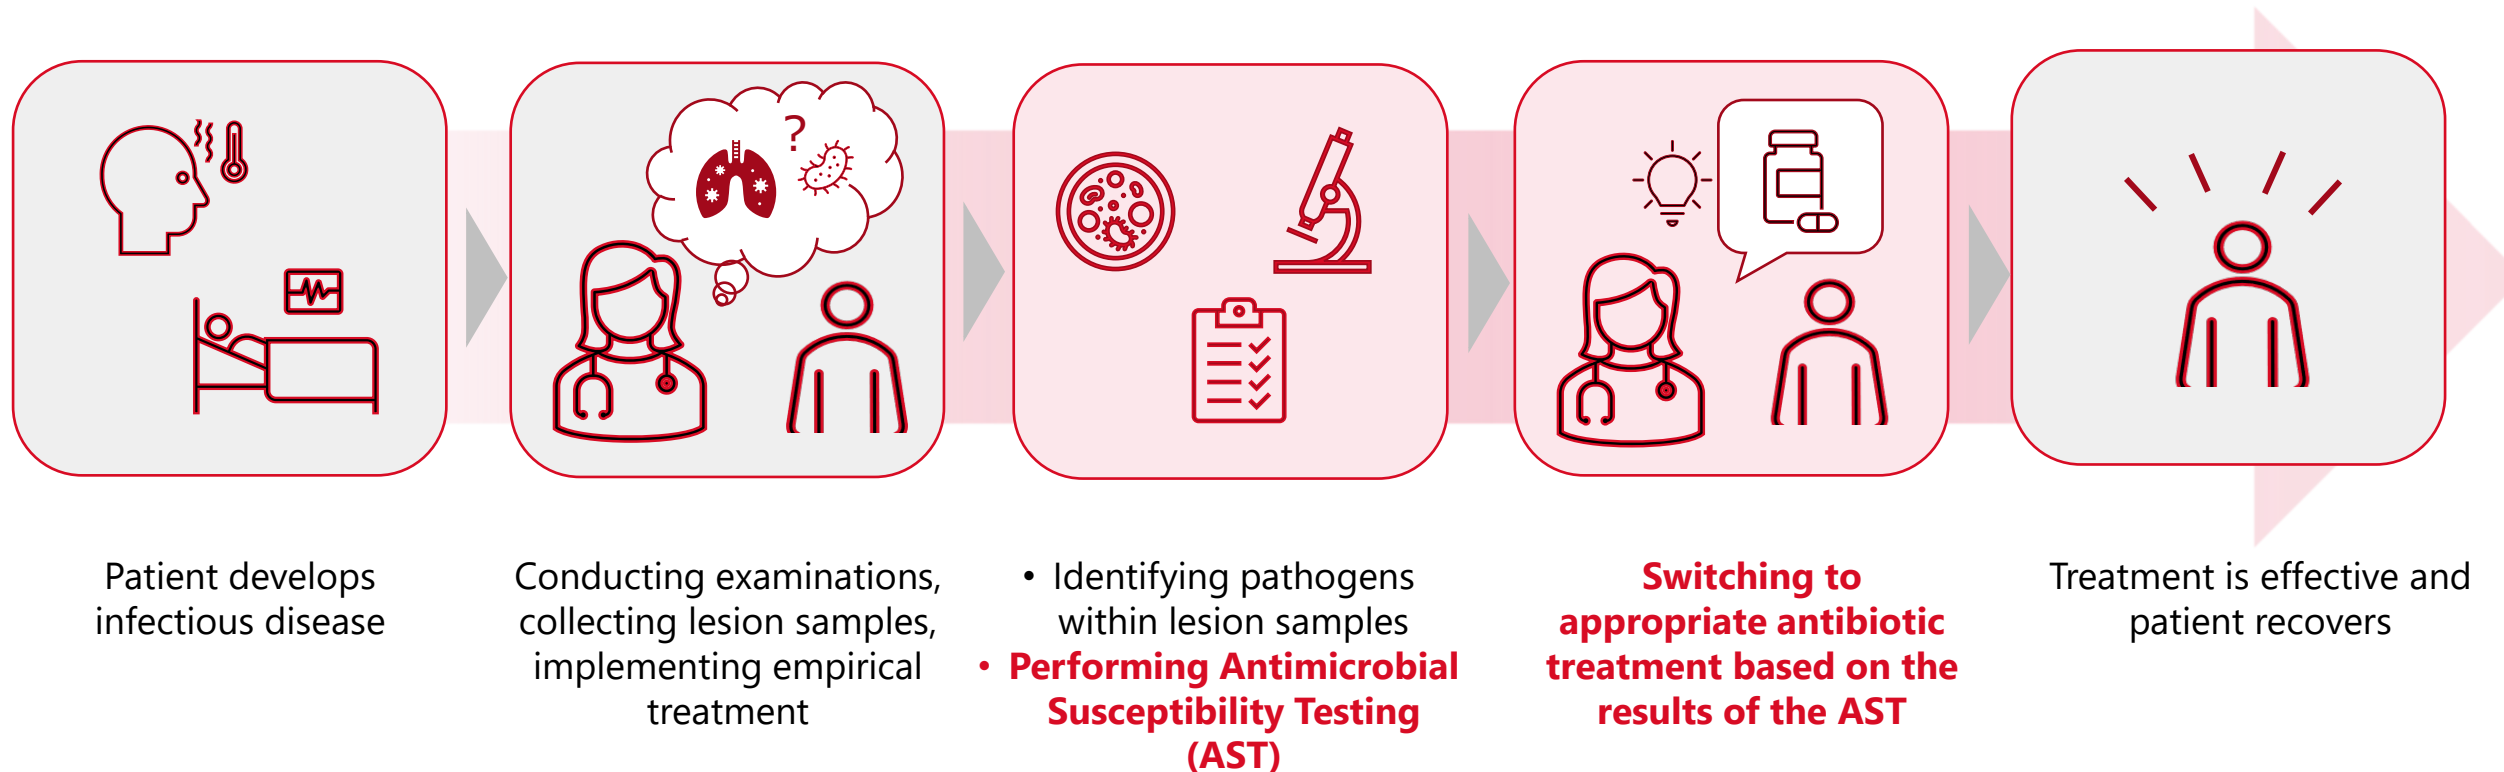 ?
Patient develops
infectious disease
Conducting examinations,
collecting lesion samples,
implementing empirical
treatment
• Identifying pathogens
within lesion samples
• Performing Antimicrobial
Susceptibility Testing
(AST)
Switching to
appropriate antibiotic
treatment based on the
results of the AST
Treatment is effective and
patient recovers